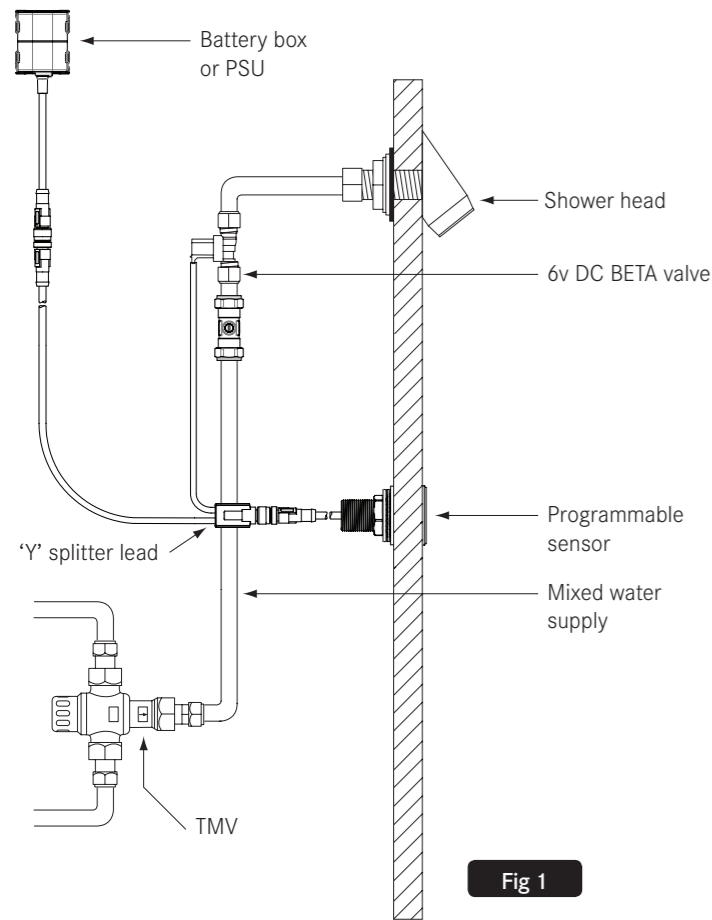 Battery box
or PSU
Shower head
6v DC BETA valve
Programmable
sensor
‘Y’ splitter lead
Mixed water
supply
TMV
Fig 1